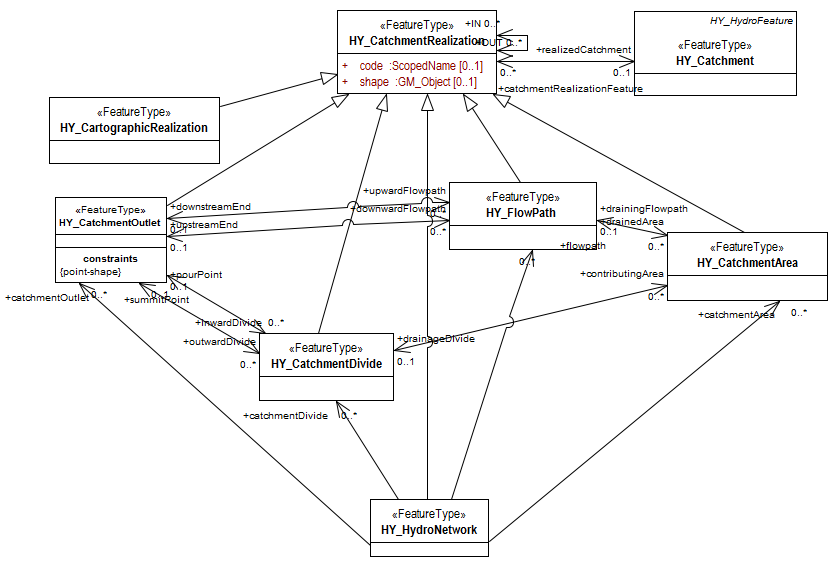 «FeatureType»
HY_CatchmentRealization
+ code :ScopedName [0..1]
+ shape :GM_Object [0..1]
+IN 0..*
+OUT 0..*
+realizedCatchment
0..*
0..1
+catchmentRealizationFeature
HY_HydroFeature
«FeatureType»
HY_Catchment
«FeatureType»
HY_CartographicRealization
«FeatureType»
HY_CatchmentOutlet
constraints
{point-shape}
+downstreamEnd
0..1
+upstreamEnd
0..1
+upwardFlowpath
+downwardFlowpath
0..*
«FeatureType»
HY_FlowPath
+drainingFlowpath
+drainedArea
0..1
0..*
«FeatureType»
HY_CatchmentArea
+flowpath
0..*
+contributingArea
0..*
+catchmentArea
0..*
+catchmentOutlet
0..*
+pourPoint
0..1
+summitPoint
0..1
+inwardDivide 0..*
+outwardDivide
0..*
«FeatureType»
HY_CatchmentDivide
+drainageDivide
0..1
+catchmentDivide
0..*
«FeatureType»
HY_HydroNetwork